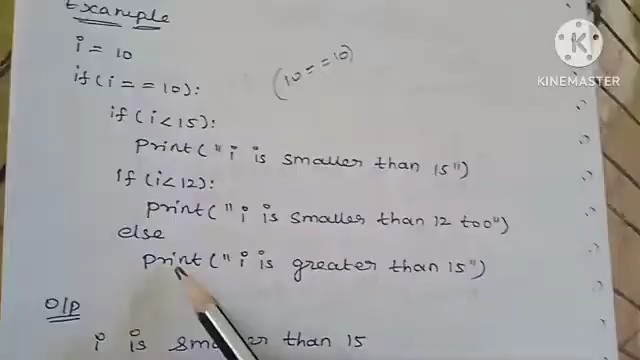 Example
i = 10
if (i == 10):
(10 == 10)
if (i < 15):
print(" i is smaller than 15")
if (i < 12):
print(" i is smaller than 12 too")
else
print (" i is greater than 15")
O/P
i is smaller than 15
KINEMASTER